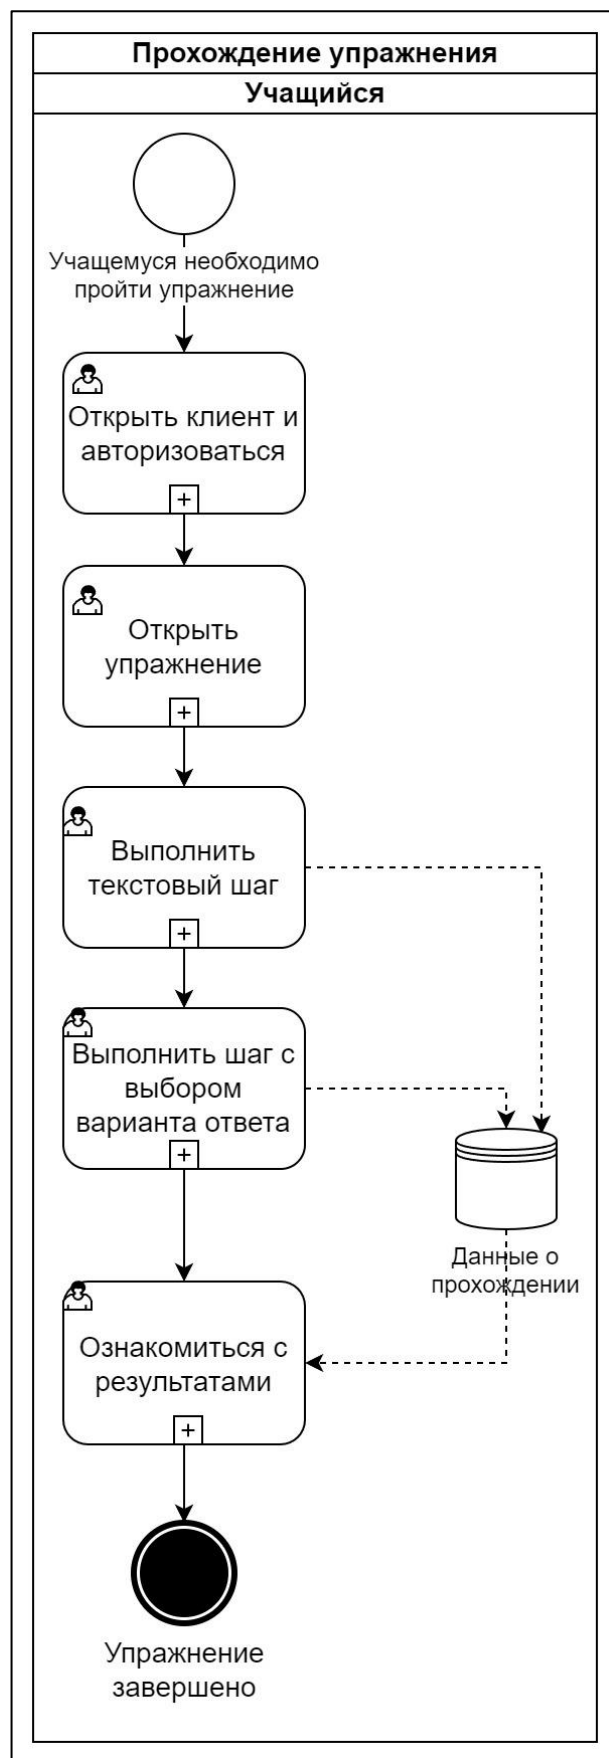 Прохождение упражнения
Учащийся
Учащемуся необходимо
пройти упражнение
Открыть клиент и
авторизоваться
Открыть
упражнение
Выполнить
текстовый шаг
Выполнить шаг с
выбором
варианта ответа
Данные о
прохождении
Ознакомиться с
результатами
Упражнение
завершено